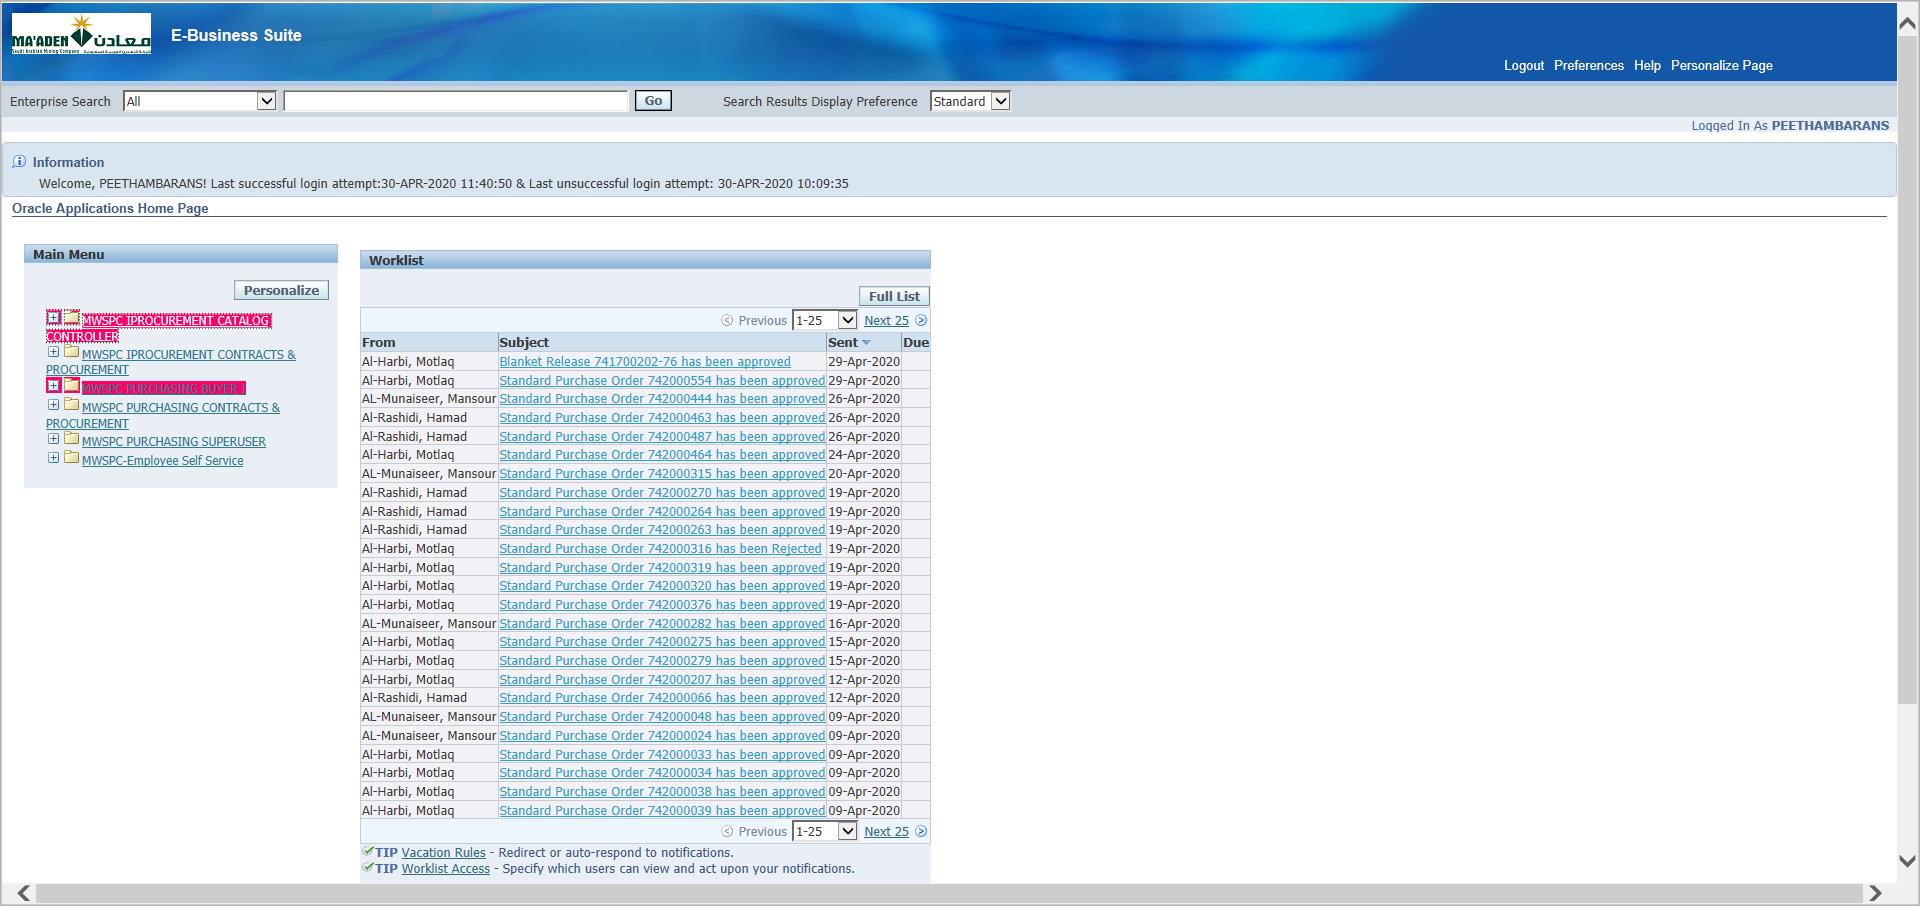 MA'ADEN معادن
Saudi Arabian Mining Company
E-Business Suite
Logout Preferences Help Personalize Page
Enterprise Search All Go Search Results Display Preference Standard
Logged In As PEETHAMBARANS
Information
Welcome, PEETHAMBARANS! Last successful login attempt:30-APR-2020 11:40:50 & Last unsuccessful login attempt: 30-APR-2020 10:09:35
Oracle Applications Home Page
Main Menu
Personalize
MWSPC IPROCUREMENT CATALOG
CONTROLLER
MWSPC IPROCUREMENT CONTRACTS &
PROCUREMENT
MWSPC PURCHASING BUYER 1
MWSPC PURCHASING CONTRACTS &
PROCUREMENT
MWSPC PURCHASING SUPERUSER
MWSPC-Employee Self Service
Worklist
Full List
Previous 1-25 Next 25
From Subject Sent Due
Al-Harbi, Motlaq Blanket Release 741700202-76 has been approved 29-Apr-2020
Al-Harbi, Motlaq Standard Purchase Order 742000554 has been approved 29-Apr-2020
AL-Munaiseer, Mansour Standard Purchase Order 742000444 has been approved 26-Apr-2020
Al-Rashidi, Hamad Standard Purchase Order 742000463 has been approved 26-Apr-2020
Al-Rashidi, Hamad Standard Purchase Order 742000487 has been approved 26-Apr-2020
Al-Harbi, Motlaq Standard Purchase Order 742000464 has been approved 24-Apr-2020
AL-Munaiseer, Mansour Standard Purchase Order 742000315 has been approved 20-Apr-2020
Al-Rashidi, Hamad Standard Purchase Order 742000270 has been approved 19-Apr-2020
Al-Rashidi, Hamad Standard Purchase Order 742000264 has been approved 19-Apr-2020
Al-Rashidi, Hamad Standard Purchase Order 742000263 has been approved 19-Apr-2020
Al-Harbi, Motlaq Standard Purchase Order 742000316 has been Rejected 19-Apr-2020
Al-Harbi, Motlaq Standard Purchase Order 742000319 has been approved 19-Apr-2020
Al-Harbi, Motlaq Standard Purchase Order 742000320 has been approved 19-Apr-2020
Al-Harbi, Motlaq Standard Purchase Order 742000376 has been approved 19-Apr-2020
AL-Munaiseer, Mansour Standard Purchase Order 742000282 has been approved 16-Apr-2020
Al-Harbi, Motlaq Standard Purchase Order 742000275 has been approved 15-Apr-2020
Al-Harbi, Motlaq Standard Purchase Order 742000279 has been approved 15-Apr-2020
Al-Harbi, Motlaq Standard Purchase Order 742000207 has been approved 12-Apr-2020
Al-Rashidi, Hamad Standard Purchase Order 742000066 has been approved 12-Apr-2020
AL-Munaiseer, Mansour Standard Purchase Order 742000048 has been approved 09-Apr-2020
AL-Munaiseer, Mansour Standard Purchase Order 742000024 has been approved 09-Apr-2020
Al-Harbi, Motlaq Standard Purchase Order 742000033 has been approved 09-Apr-2020
Al-Harbi, Motlaq Standard Purchase Order 742000034 has been approved 09-Apr-2020
Al-Harbi, Motlaq Standard Purchase Order 742000038 has been approved 09-Apr-2020
Al-Harbi, Motlaq Standard Purchase Order 742000039 has been approved 09-Apr-2020
Previous 1-25 Next 25
TIP Vacation Rules - Redirect or auto-respond to notifications.
TIP Worklist Access - Specify which users can view and act upon your notifications.